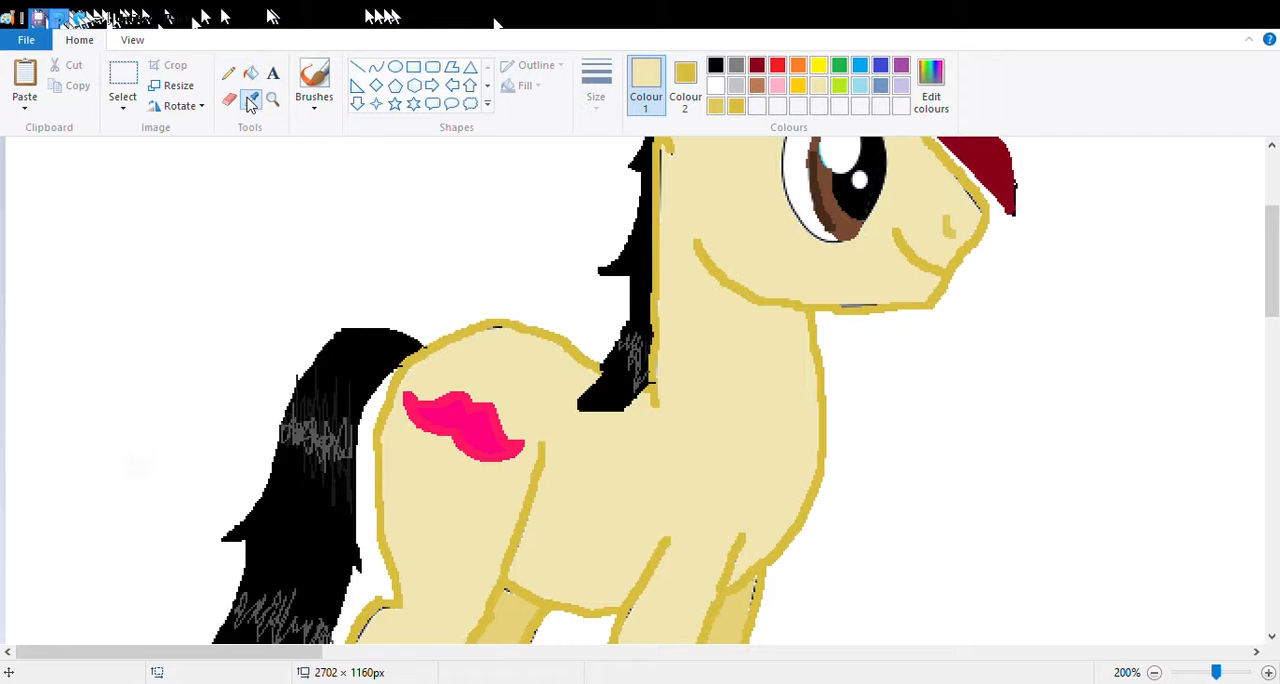 File Home View
Paste Cut Copy
Clipboard
Select Crop Resize Rotate
Image
A
Tools
Brushes
Outline Fill
Shapes
Size
Colour 1
Colour 2
Edit colours
Colours
2702 × 1160px
200%